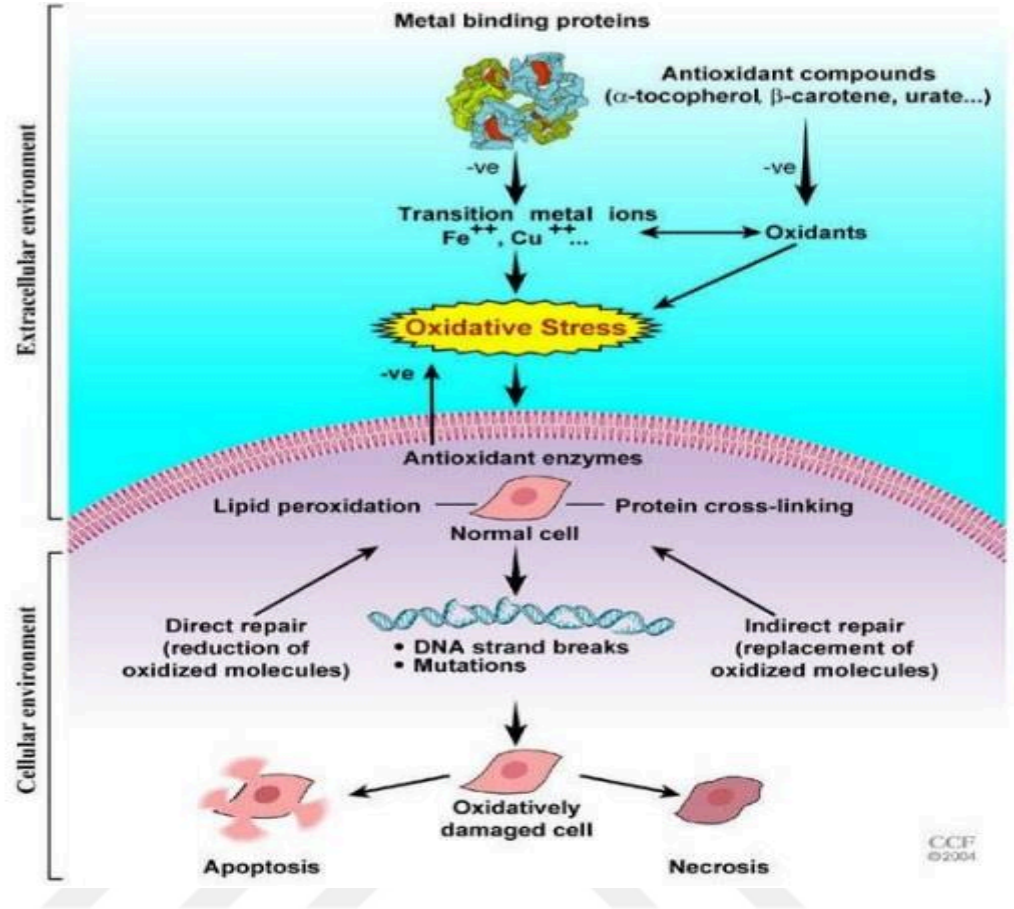 Metal binding proteins
Antioxidant compounds
(α-tocopherol, β-carotene, urate...)
-ve
-ve
Transition metal ions
Fe++, Cu++...
Oxidants
Oxidative Stress
-ve
Antioxidant enzymes
Lipid peroxidation
Protein cross-linking
Normal cell
Direct repair
(reduction of
oxidized molecules)
• DNA strand breaks
• Mutations
Indirect repair
(replacement of
oxidized molecules)
Oxidatively
damaged cell
Apoptosis
Necrosis
Extracellular environment
Cellular environment
CCF
©2004